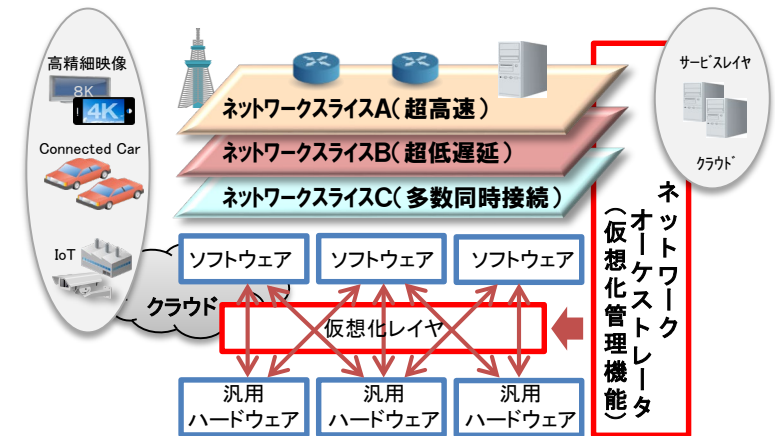 高精細映像
8K
4K
Connected Car
IoT
クラウド
ネットワークスライスA(超高速)
ネットワークスライスB(超低遅延)
ネットワークスライスC(多数同時接続)
ソフトウェア
ソフトウェア
ソフトウェア
仮想化レイヤ
汎用
ハードウェア
汎用
ハードウェア
汎用
ハードウェア
サービスレイヤ
クラウド
ネットワーク
オーケストレータ
(仮想化管理機能)